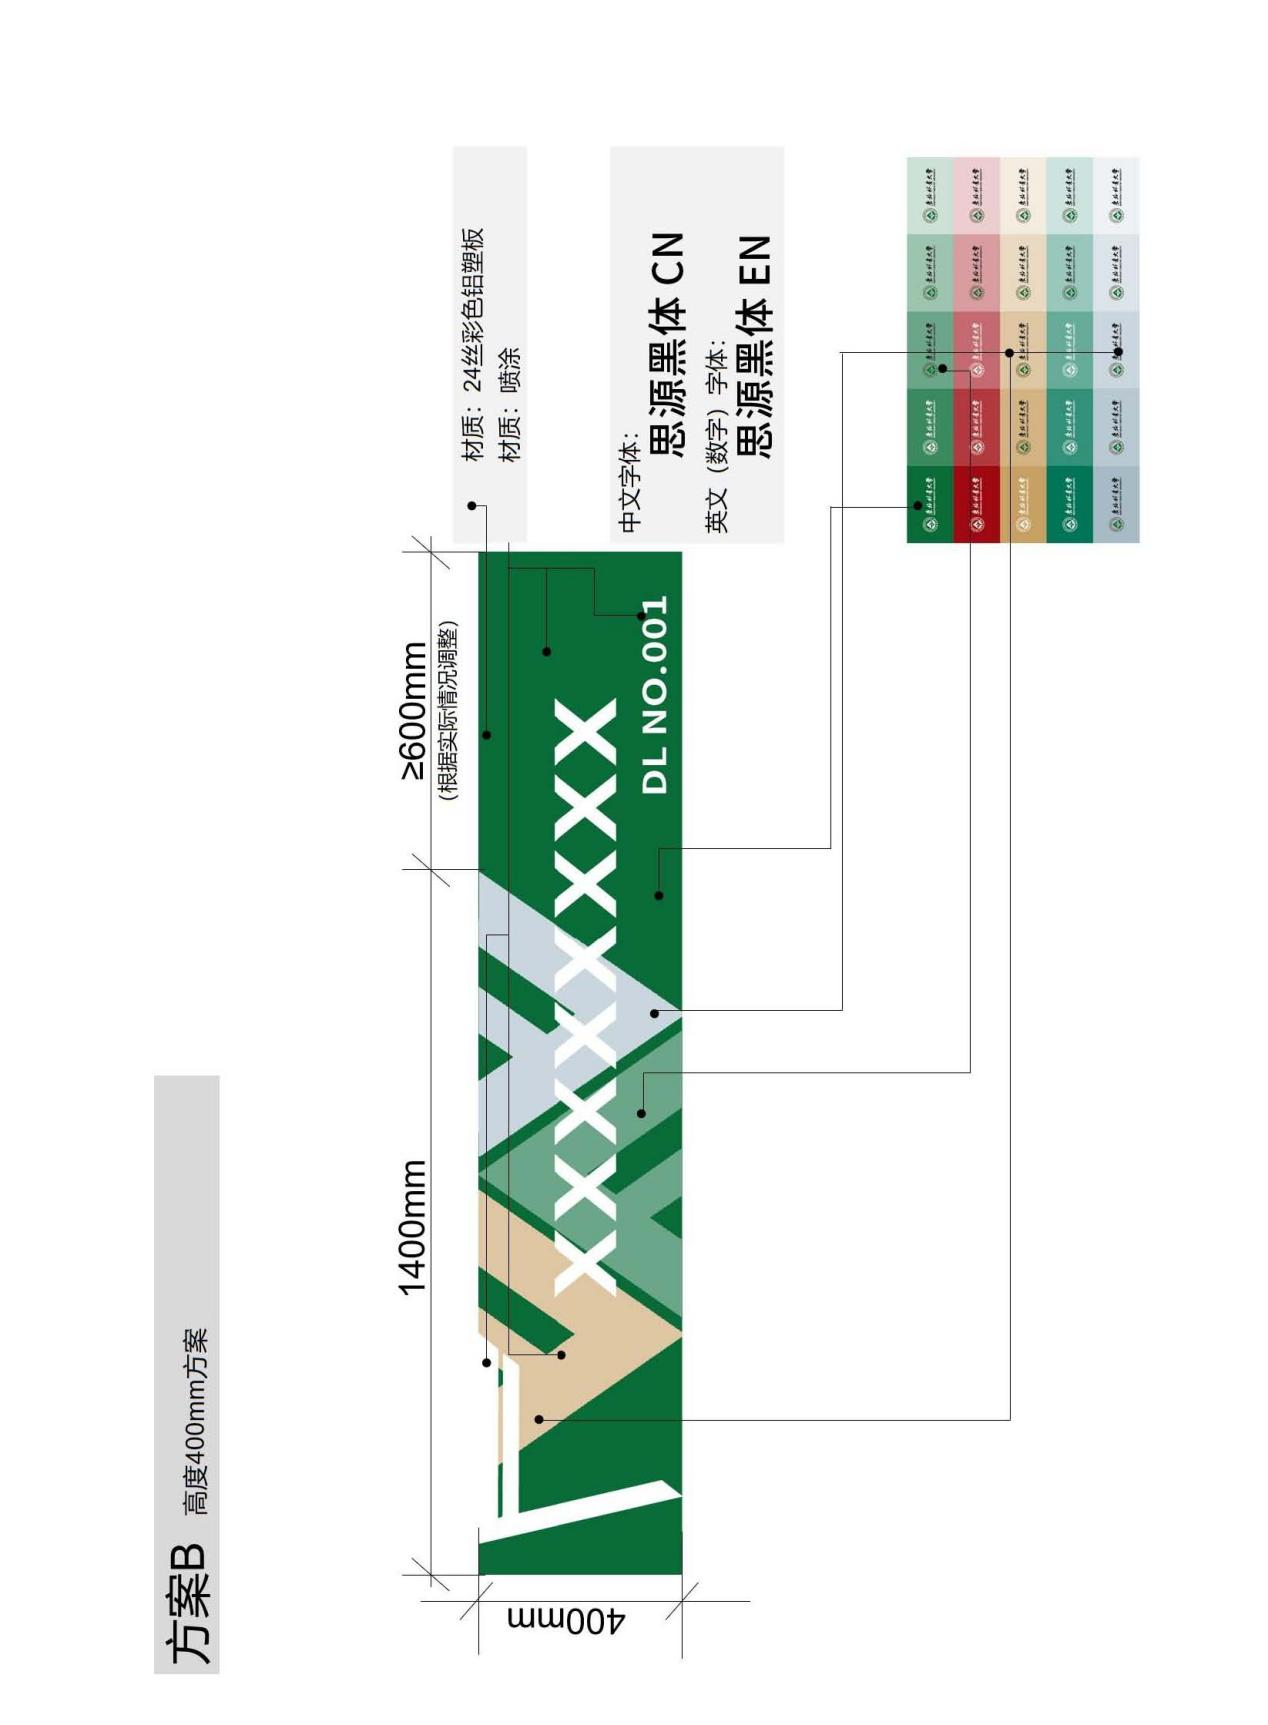 方案B 高度400mm方案
1400mm
≥600mm
(根据实际情况调整)
400mm
XXXXXXXX
DL NO.001
材质：24丝彩色铝塑板
材质：喷涂
中文字体：
思源黑体 CN
英文（数字）字体：
思源黑体 EN